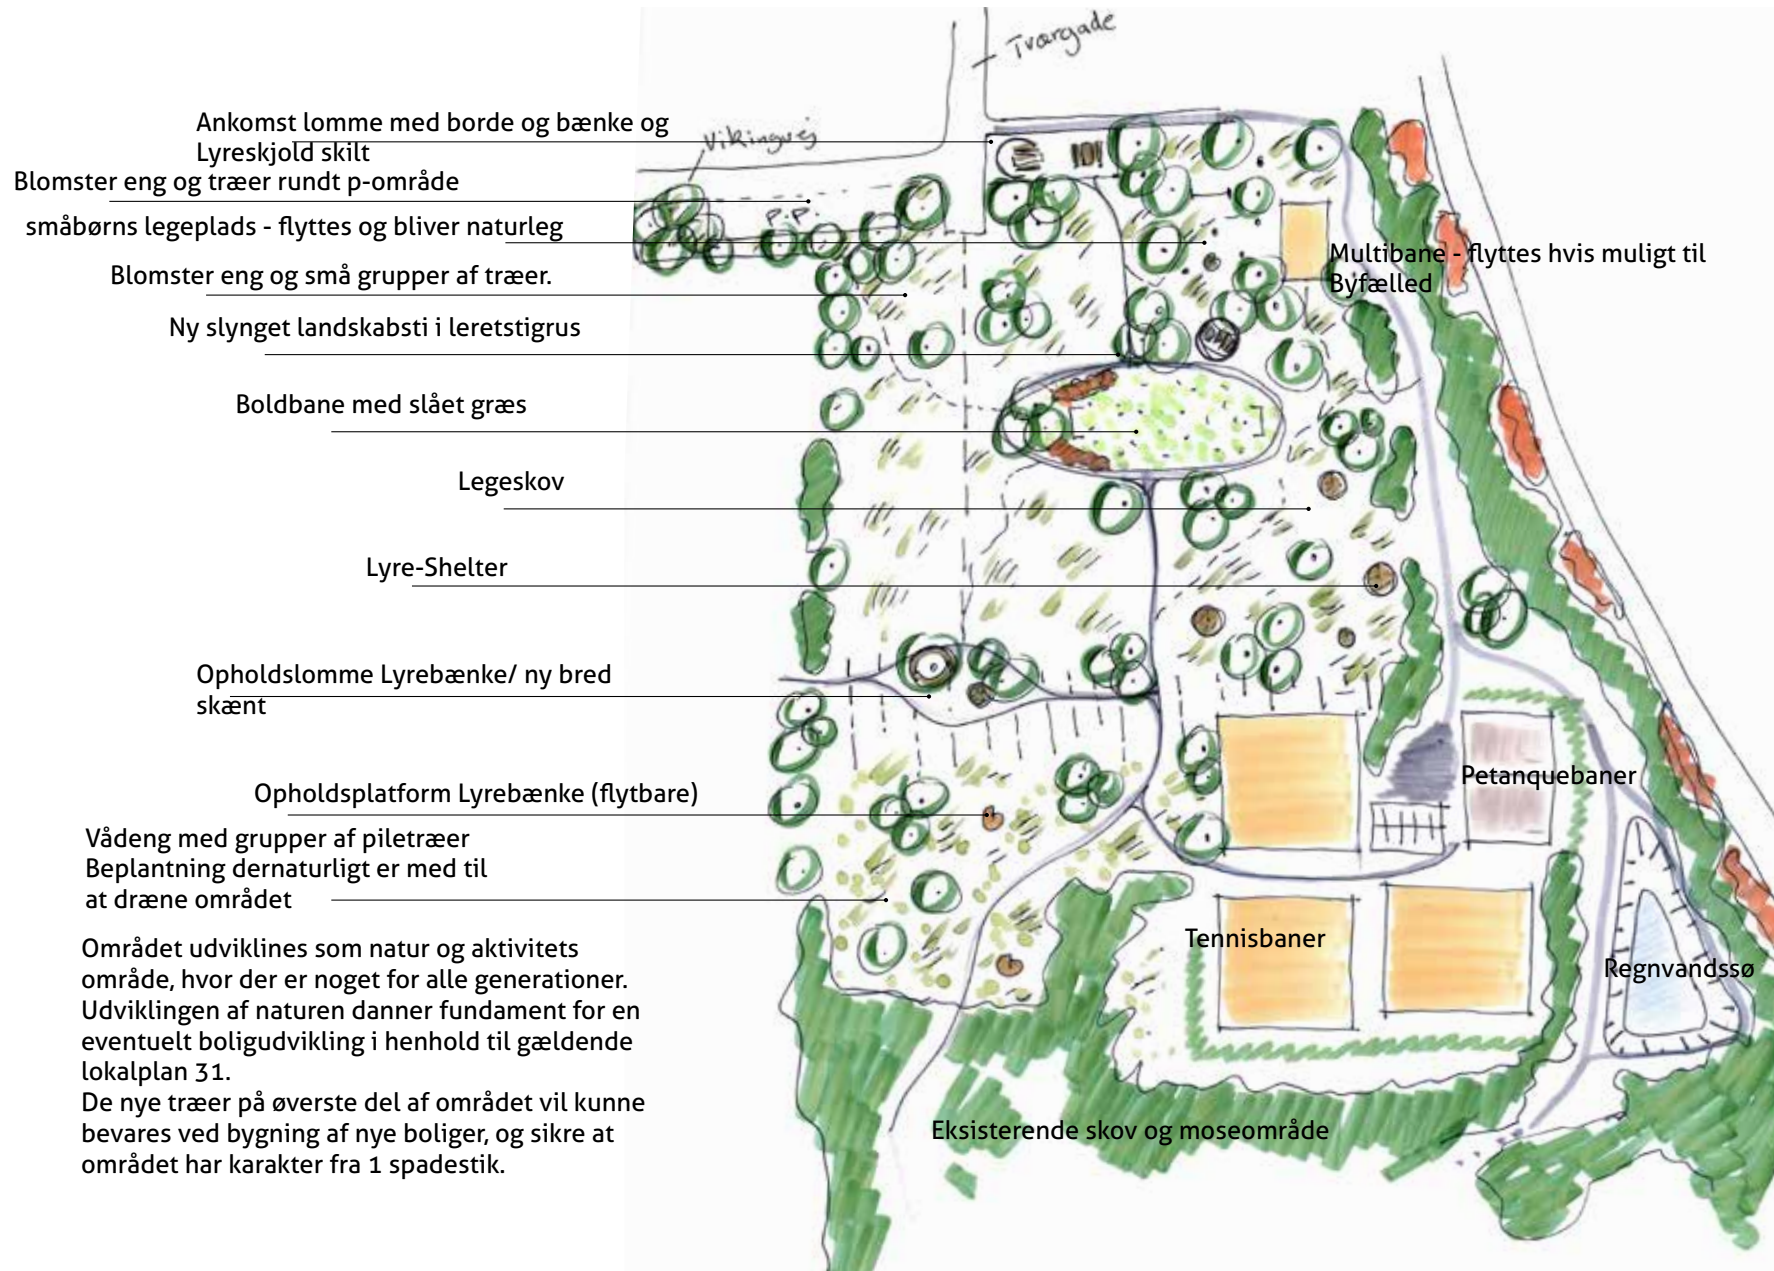 Tværgade
Ankomst lomme med borde og bænke og
Lyreskjold skilt
Vikingvej
Blomster eng og træer rundt p-område
P.P.
småbørns legeplads - flyttes og bliver naturleg
Multibane - flyttes hvis muligt til
Byfælled
Blomster eng og små grupper af træer.
Ny slynget landskabsti i leretstigrus
Boldbane med slået græs
Legeskov
Lyre-Shelter
Opholdslomme Lyrebænke/ ny bred
skænt
Petanquebaner
Opholdsplatform Lyrebænke (flytbare)
Vådeng med grupper af piletræer
Beplantning dernaturligt er med til
at dræne området
Tennisbaner
Regnvandssø
Området udviklines som natur og aktivitets
område, hvor der er noget for alle generationer.
Udviklingen af naturen danner fundament for en
eventuelt boligudvikling i henhold til gældende
lokalplan 31.
De nye træer på øverste del af området vil kunne
bevares ved bygning af nye boliger, og sikre at
området har karakter fra 1 spadestik.
Eksisterende skov og moseområde